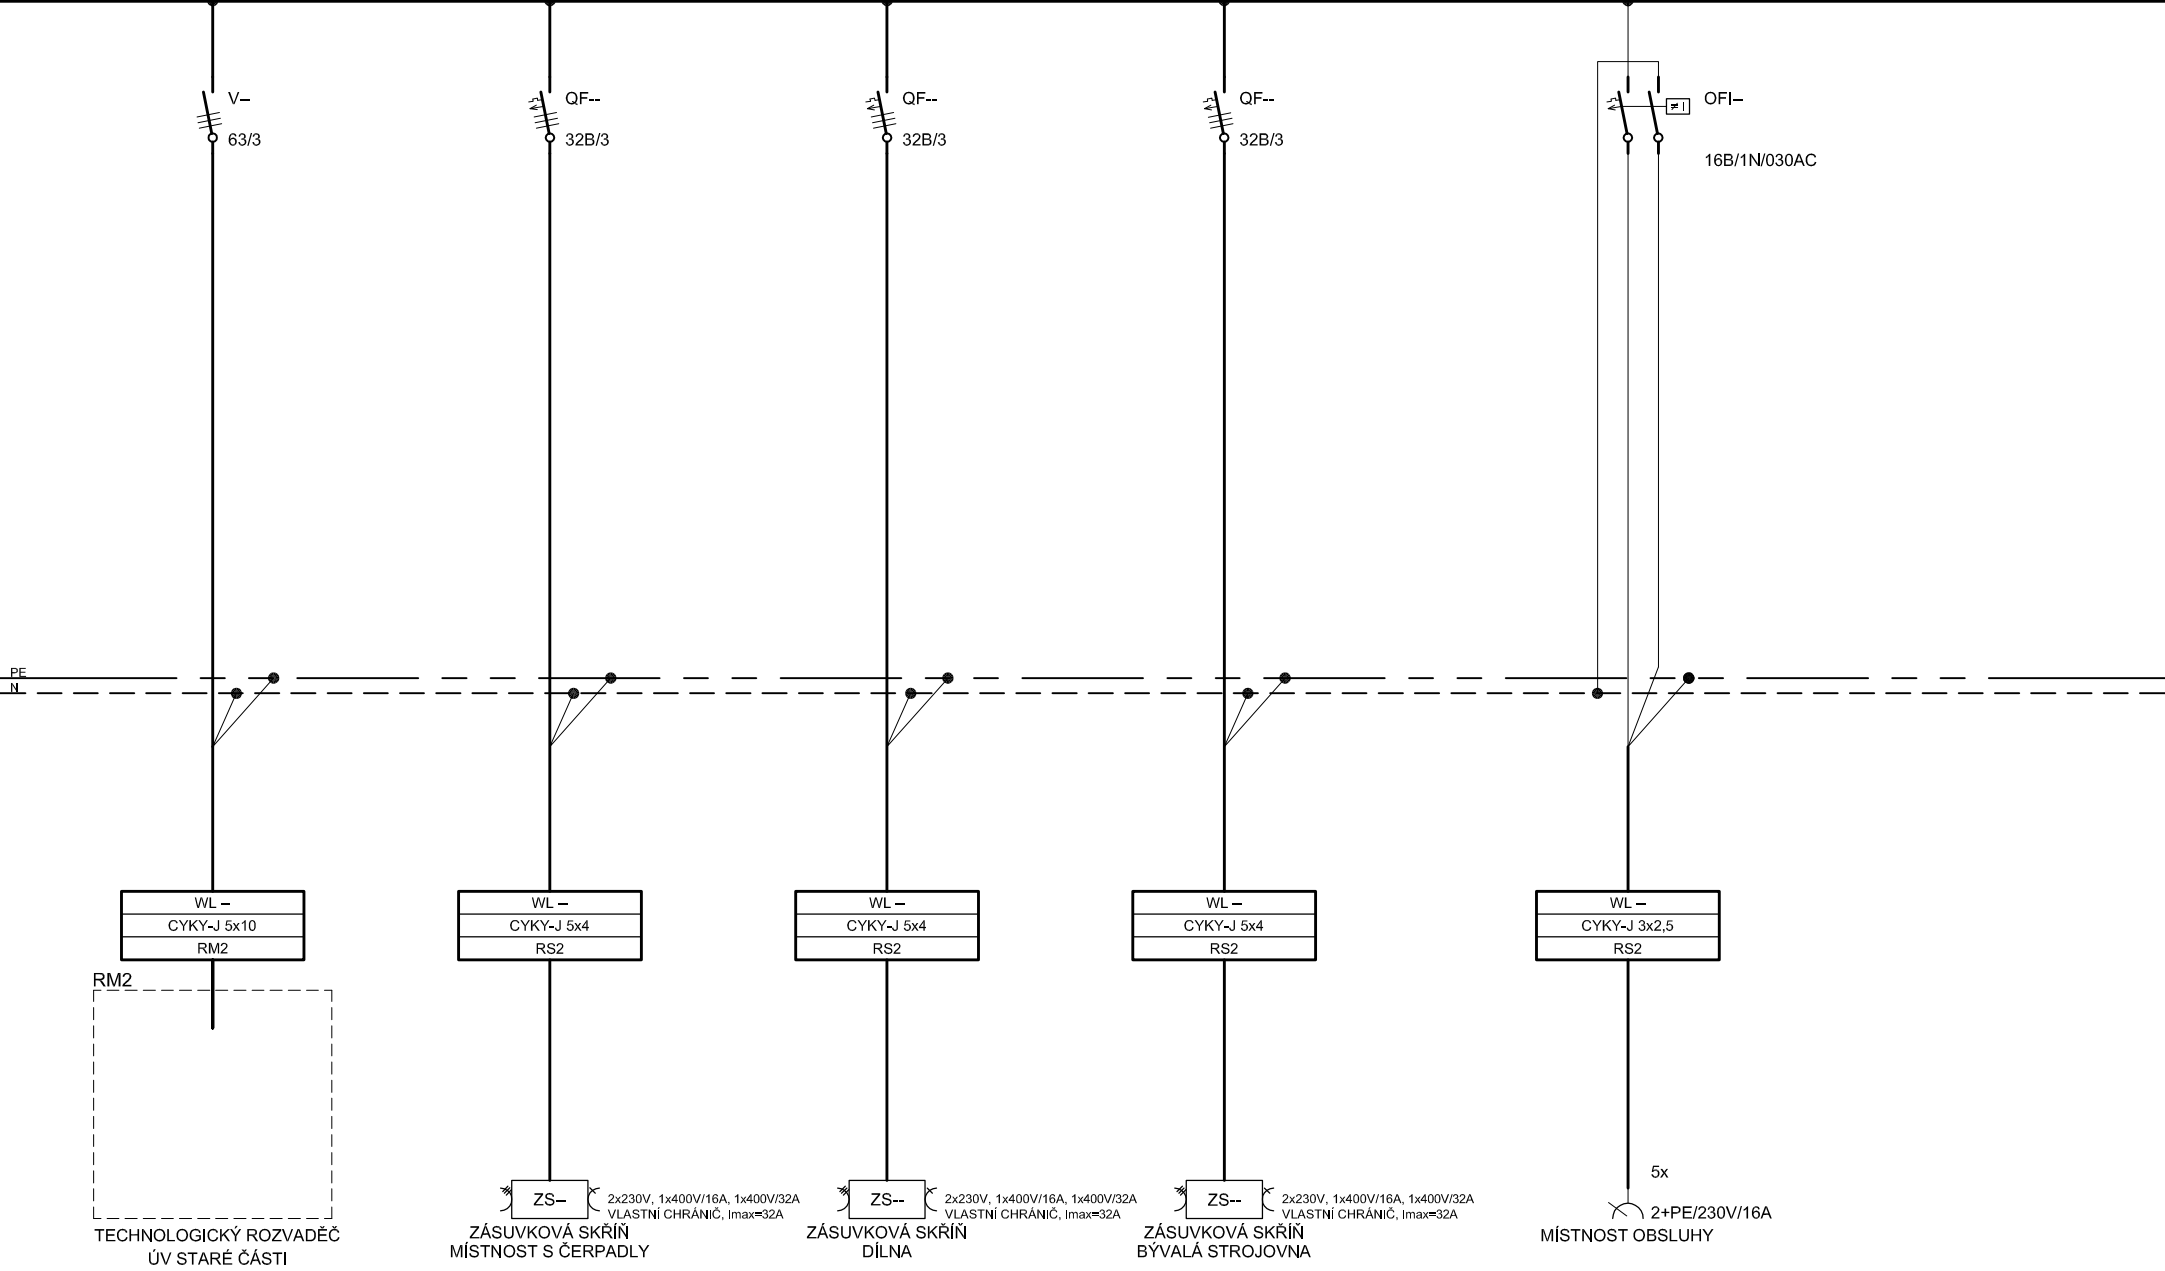 V–
63/3
QF--
32B/3
QF--
32B/3
QF--
32B/3
≠ I
OFI–
16B/1N/030AC
PE
N
WL –
CYKY-J 5x10
RM2
WL –
CYKY-J 5x4
RS2
WL –
CYKY-J 5x4
RS2
WL –
CYKY-J 5x4
RS2
WL –
CYKY-J 3x2,5
RS2
RM2
TECHNOLOGICKÝ ROZVADĚČ
ÚV STARÉ ČÁSTI
ZS–
2x230V, 1x400V/16A, 1x400V/32A
VLASTNÍ CHRÁNIČ, Imax=32A
ZÁSUVKOVÁ SKŘÍŇ
MÍSTNOST S ČERPADLY
ZS--
2x230V, 1x400V/16A, 1x400V/32A
VLASTNÍ CHRÁNIČ, Imax=32A
ZÁSUVKOVÁ SKŘÍŇ
DÍLNA
ZS--
2x230V, 1x400V/16A, 1x400V/32A
VLASTNÍ CHRÁNIČ, Imax=32A
ZÁSUVKOVÁ SKŘÍŇ
BÝVALÁ STROJOVNA
5x
2+PE/230V/16A
MÍSTNOST OBSLUHY